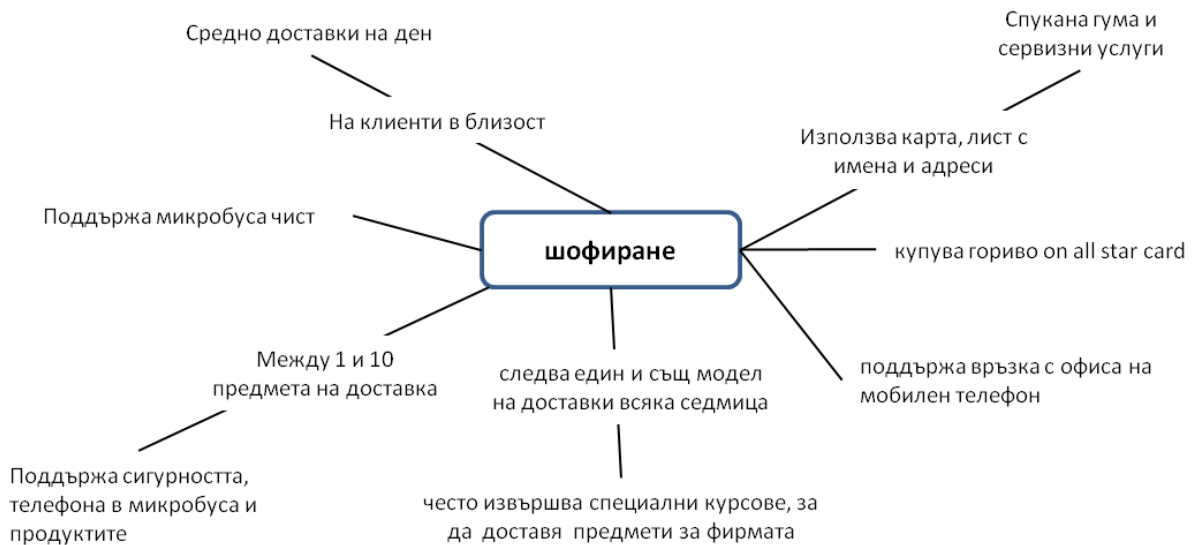 Спукана гума и
сервизни услуги
Средно доставки на ден
На клиенти в близост
Използва карта, лист с
имена и адреси
Поддържа микробуса чист
шофиране
купува гориво on all star card
Между 1 и 10
предмета на доставка
следва един и същ модел
на доставки всяка седмица
поддържа връзка с офиса на
мобилен телефон
Поддържа сигурността,
телефона в микробуса и
продуктите
често извършва специални курсове, за
да доставя предмети за фирмата